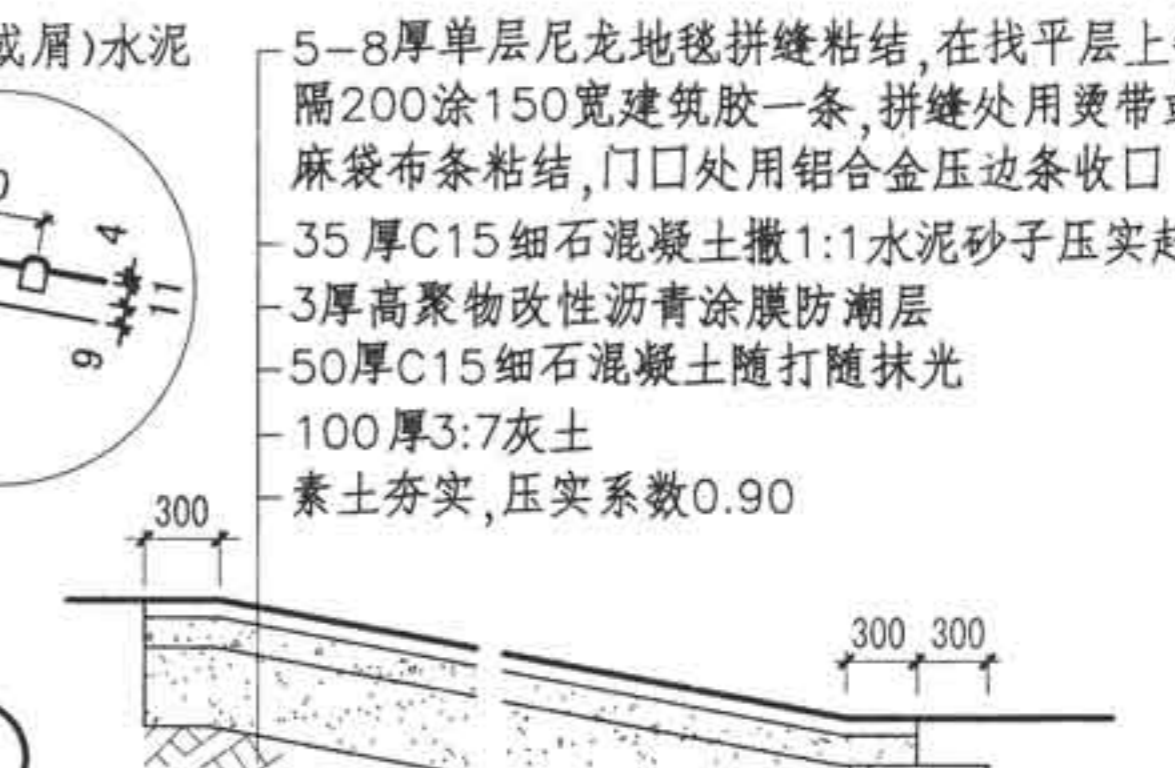 或屑)水泥
5-8厚单层尼龙地毯拼缝粘结,在找平层上
隔200涂150宽建筑胶一条,拼缝处用烫带
麻袋布条粘结,门口处用铝合金压边条收口
35厚C15细石混凝土撒1:1水泥砂子压实
3厚高聚物改性沥青涂膜防潮层
50厚C15细石混凝土随打随抹光
100厚3:7灰土
素土夯实,压实系数0.90
4
11
9
300
300 300